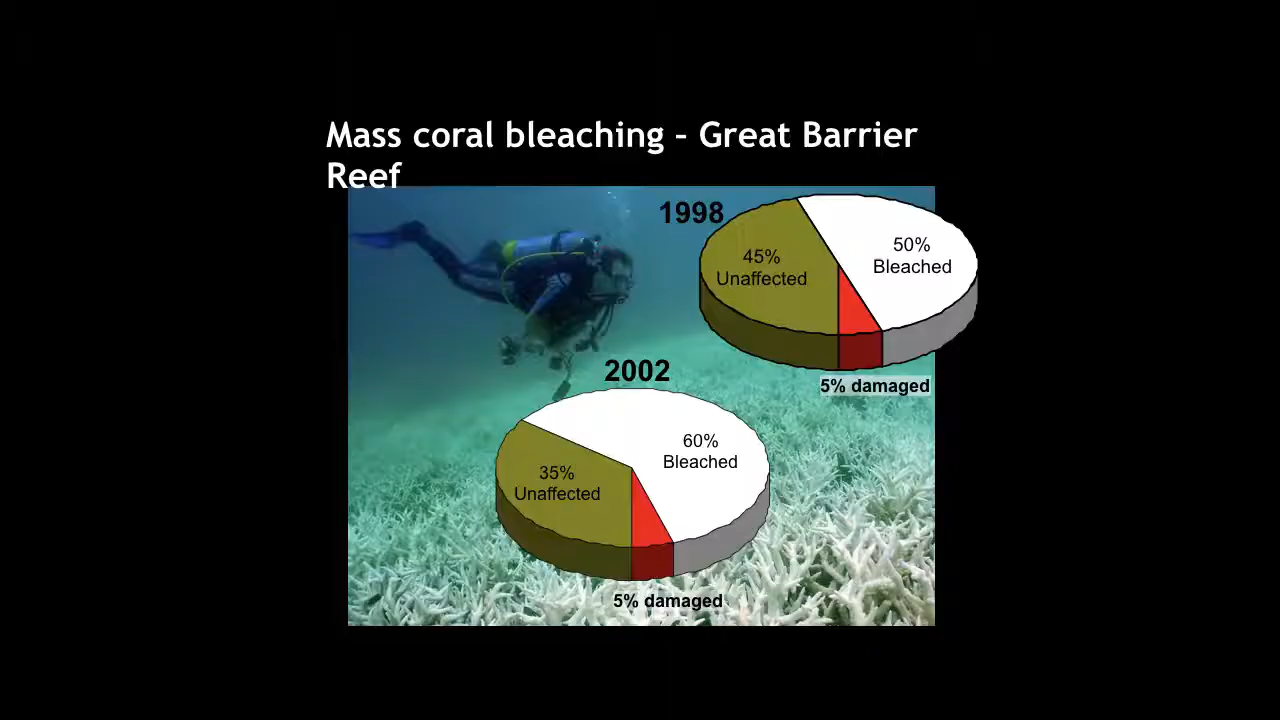 Mass coral bleaching – Great Barrier
Reef
1998
45%
Unaffected
50%
Bleached
5% damaged
2002
60%
Bleached
35%
Unaffected
5% damaged